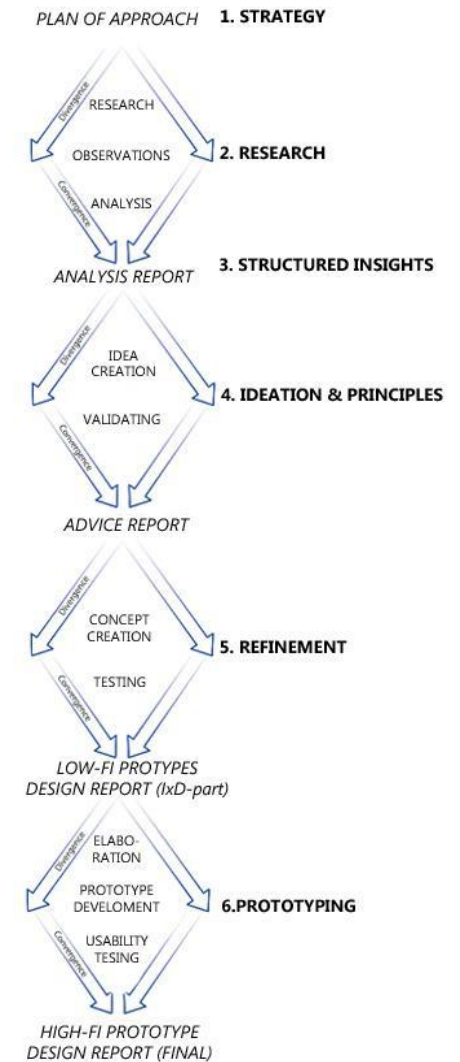 PLAN OF APPROACH 1. STRATEGY
Divergence
RESEARCH
OBSERVATIONS
2. RESEARCH
Convergence
ANALYSIS
ANALYSIS REPORT
3. STRUCTURED INSIGHTS
Divergence
IDEA
CREATION
4. IDEATION & PRINCIPLES
VALIDATING
Convergence
ADVICE REPORT
Divergence
CONCEPT
CREATION
5. REFINEMENT
TESTING
Convergence
LOW-FI PROTYPES
DESIGN REPORT (IxD-part)
Divergence
ELABO-
RATION
PROTOTYPE
DEVELOMENT
6.PROTOTYPING
Convergence
USABILITY
TESING
HIGH-FI PROTOTYPE
DESIGN REPORT (FINAL)